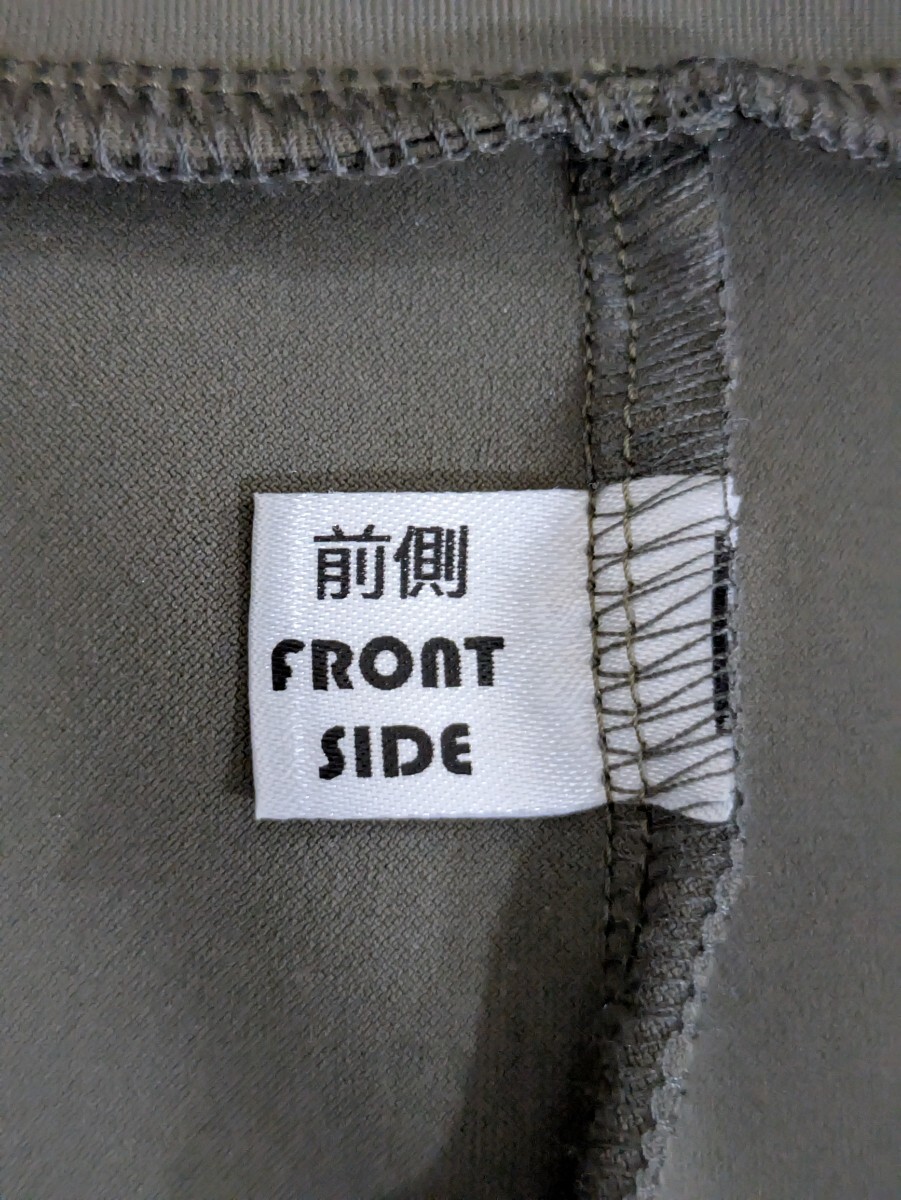 前側
FRONT
SIDE